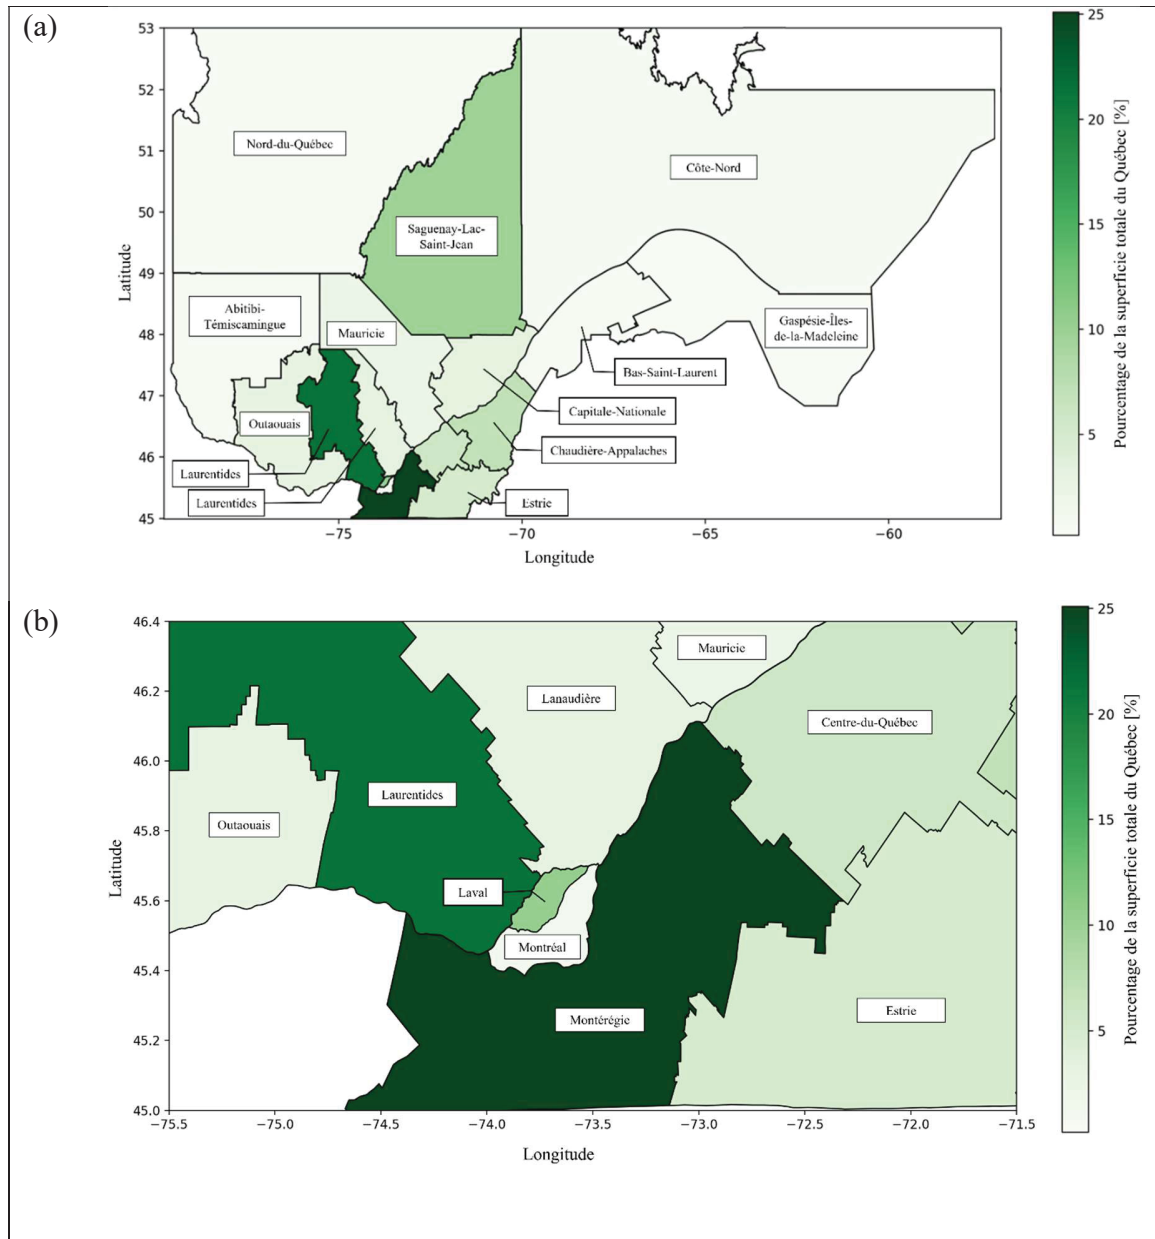 (a)
53
52
51
50
49
48
47
46
45
Latitude
Nord-du-Québec
Côte-Nord
Saguenay-Lac-
Saint-Jean
Abitibi-
Témiscamingue
Mauricie
Gaspésie-Îles-
de-la-Madeleine
Bas-Saint-Laurent
Capitale-Nationale
Outaouais
Chaudière-Appalaches
Laurentides
Laurentides
Estrie
−75
−70
−65
−60
Longitude
25
20
15
10
5
Pourcentage de la superficie totale du Québec [%]
(b)
46.4
46.2
46.0
45.8
45.6
45.4
45.2
45.0
Latitude
Mauricie
Lanaudière
Centre-du-Québec
Laurentides
Outaouais
Laval
Montréal
Montérégie
Estrie
−75.5
−75.0
−74.5
−74.0
−73.5
−73.0
−72.5
−72.0
−71.5
Longitude
25
20
15
10
5
Pourcentage de la superficie totale du Québec [%]